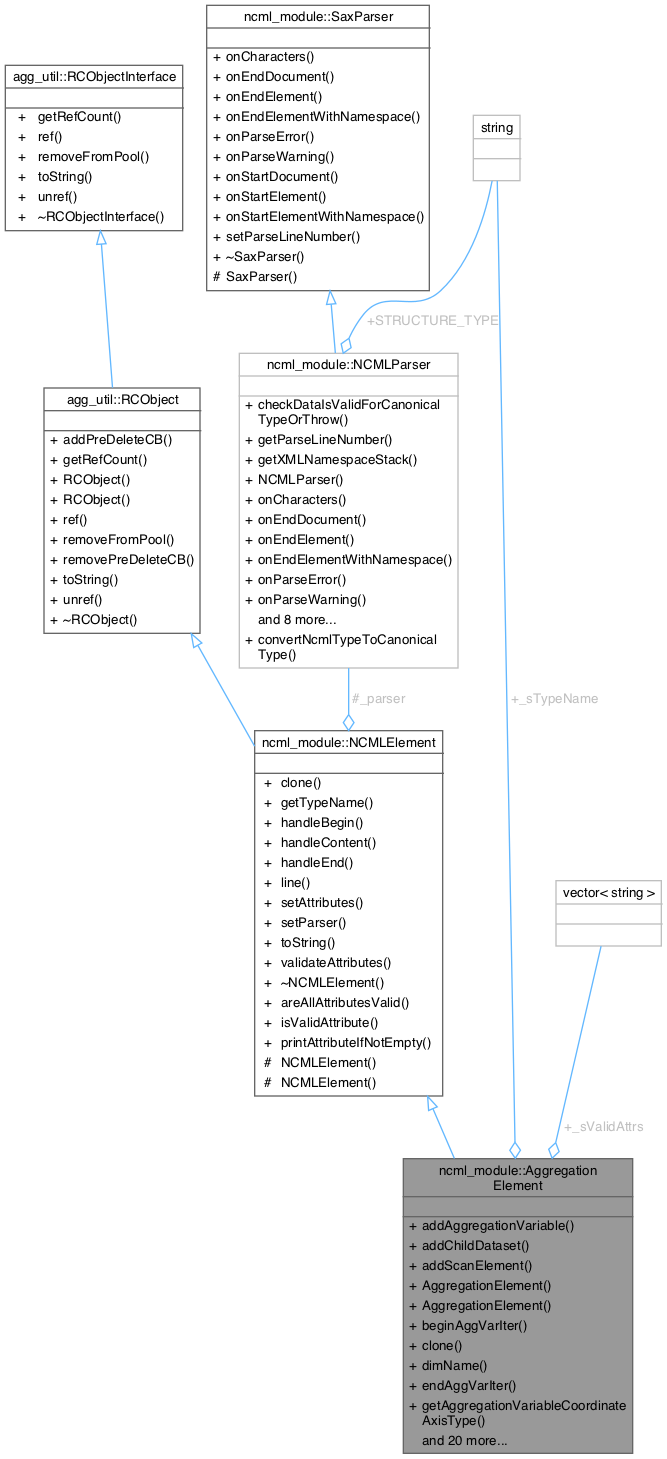 ncml_module::SaxParser
+ onCharacters()
+ onEndDocument()
+ onEndElement()
+ onEndElementWithNamespace()
+ onParseError()
+ onParseWarning()
+ onStartDocument()
+ onStartElement()
+ onStartElementWithNamespace()
+ setParseLineNumber()
+ ~SaxParser()
# SaxParser()
agg_util::RCObjectInterface
+ getRefCount()
+ ref()
+ removeFromPool()
+ toString()
+ unref()
+ ~RCObjectInterface()
string
+STRUCTURE_TYPE
ncml_module::NCMLParser
+ checkDataIsValidForCanonical
TypeOrThrow()
+ getParseLineNumber()
+ getXMLNamespaceStack()
+ NCMLParser()
+ onCharacters()
+ onEndDocument()
+ onEndElement()
+ onEndElementWithNamespace()
+ onParseError()
+ onParseWarning()
and 8 more...
+ convertNcmlTypeToCanonical
Type()
agg_util::RCObject
+ addPreDeleteCB()
+ getRefCount()
+ RCObject()
+ RCObject()
+ ref()
+ removeFromPool()
+ removePreDeleteCB()
+ toString()
+ unref()
+ ~RCObject()
#_parser
+_sTypeName
ncml_module::NCMLElement
+ clone()
+ getTypeName()
+ handleBegin()
+ handleContent()
+ handleEnd()
+ line()
+ setAttributes()
+ setParser()
+ toString()
+ validateAttributes()
+ ~NCMLElement()
+ areAllAttributesValid()
+ isValidAttribute()
+ printAttributeIfNotEmpty()
# NCMLElement()
# NCMLElement()
vector< string >
+_sValidAttrs
ncml_module::Aggregation
Element
+ addAggregationVariable()
+ addChildDataset()
+ addScanElement()
+ AggregationElement()
+ AggregationElement()
+ beginAggVarIter()
+ clone()
+ dimName()
+ endAggVarIter()
+ getAggregationVariableCoordinate
AxisType()
and 20 more...